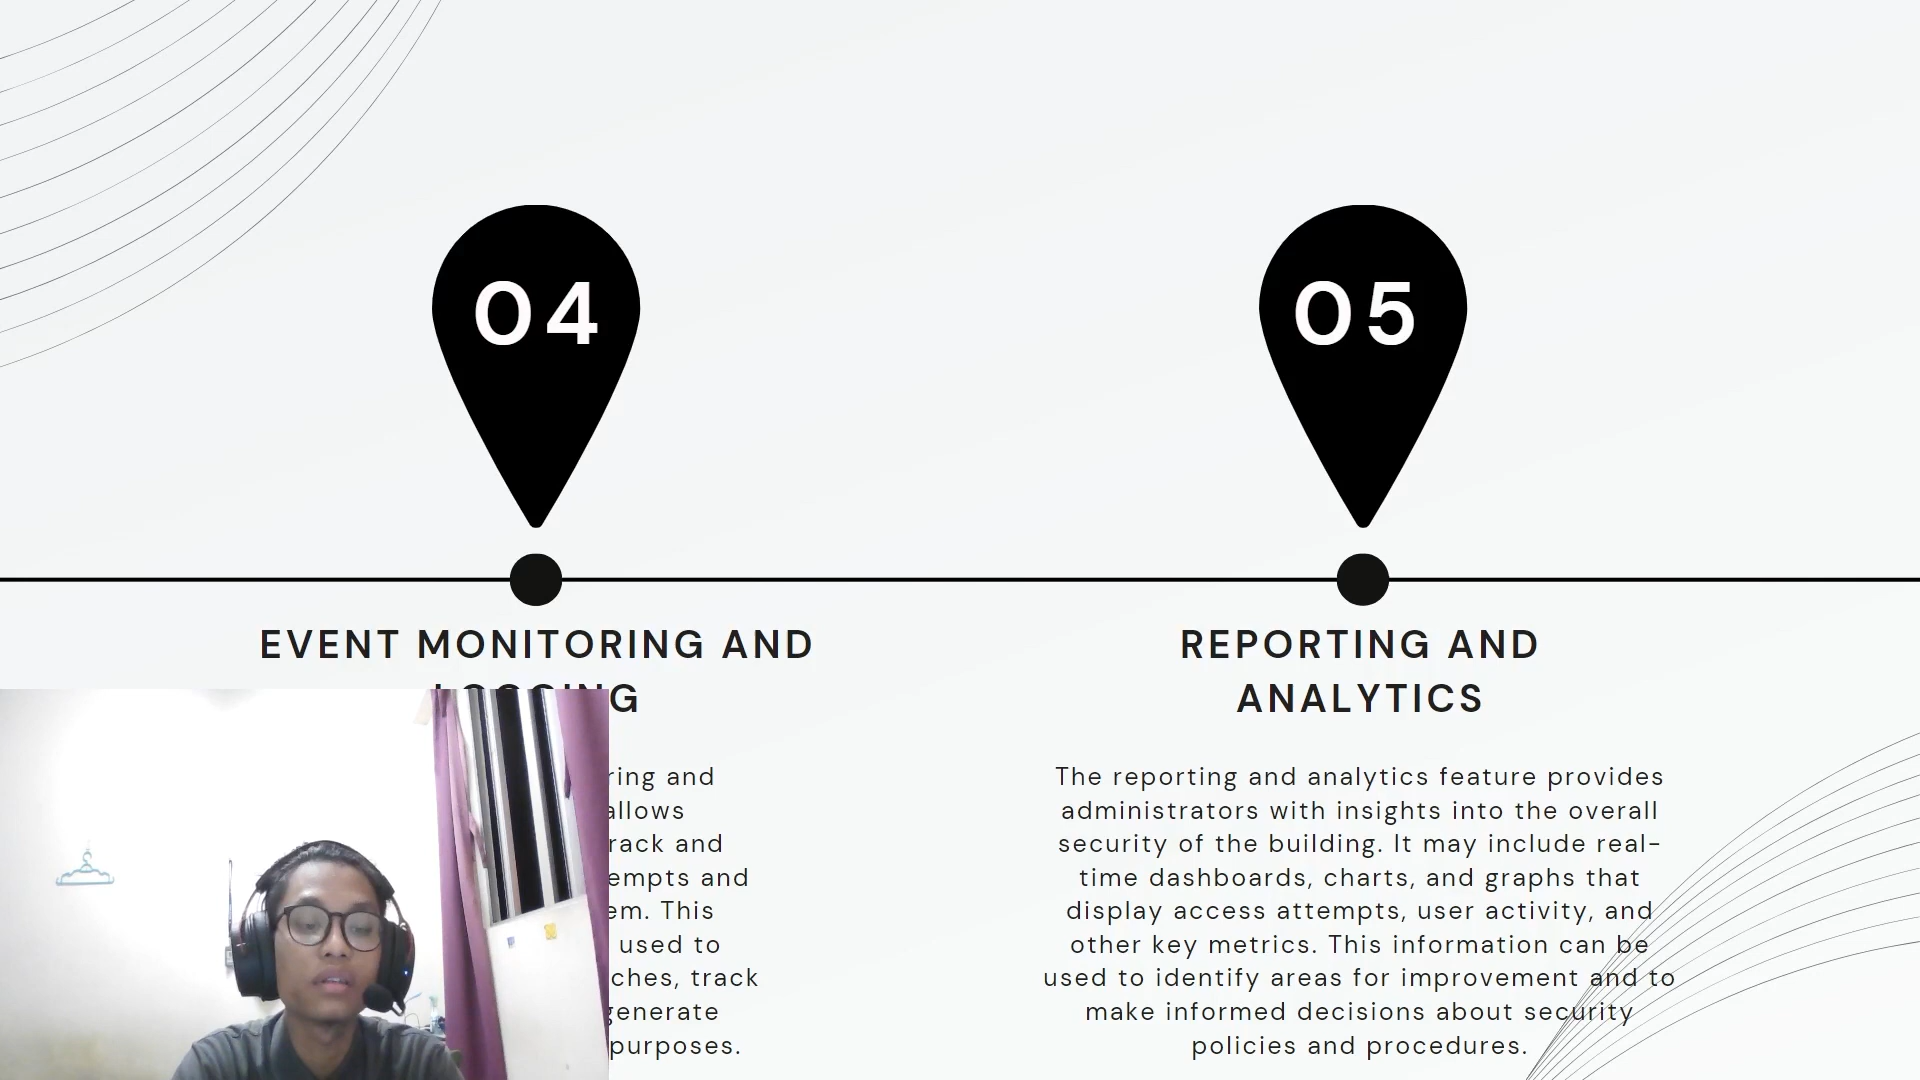 04
EVENT MONITORING AND
ring and
allows
rack and
empts and
em. This
used to
ches, track
generate
purposes.
05
REPORTING AND
ANALYTICS
The reporting and analytics feature provides
administrators with insights into the overall
security of the building. It may include real-
time dashboards, charts, and graphs that
display access attempts, user activity, and
other key metrics. This information can be
used to identify areas for improvement and to
make informed decisions about security
policies and procedures.